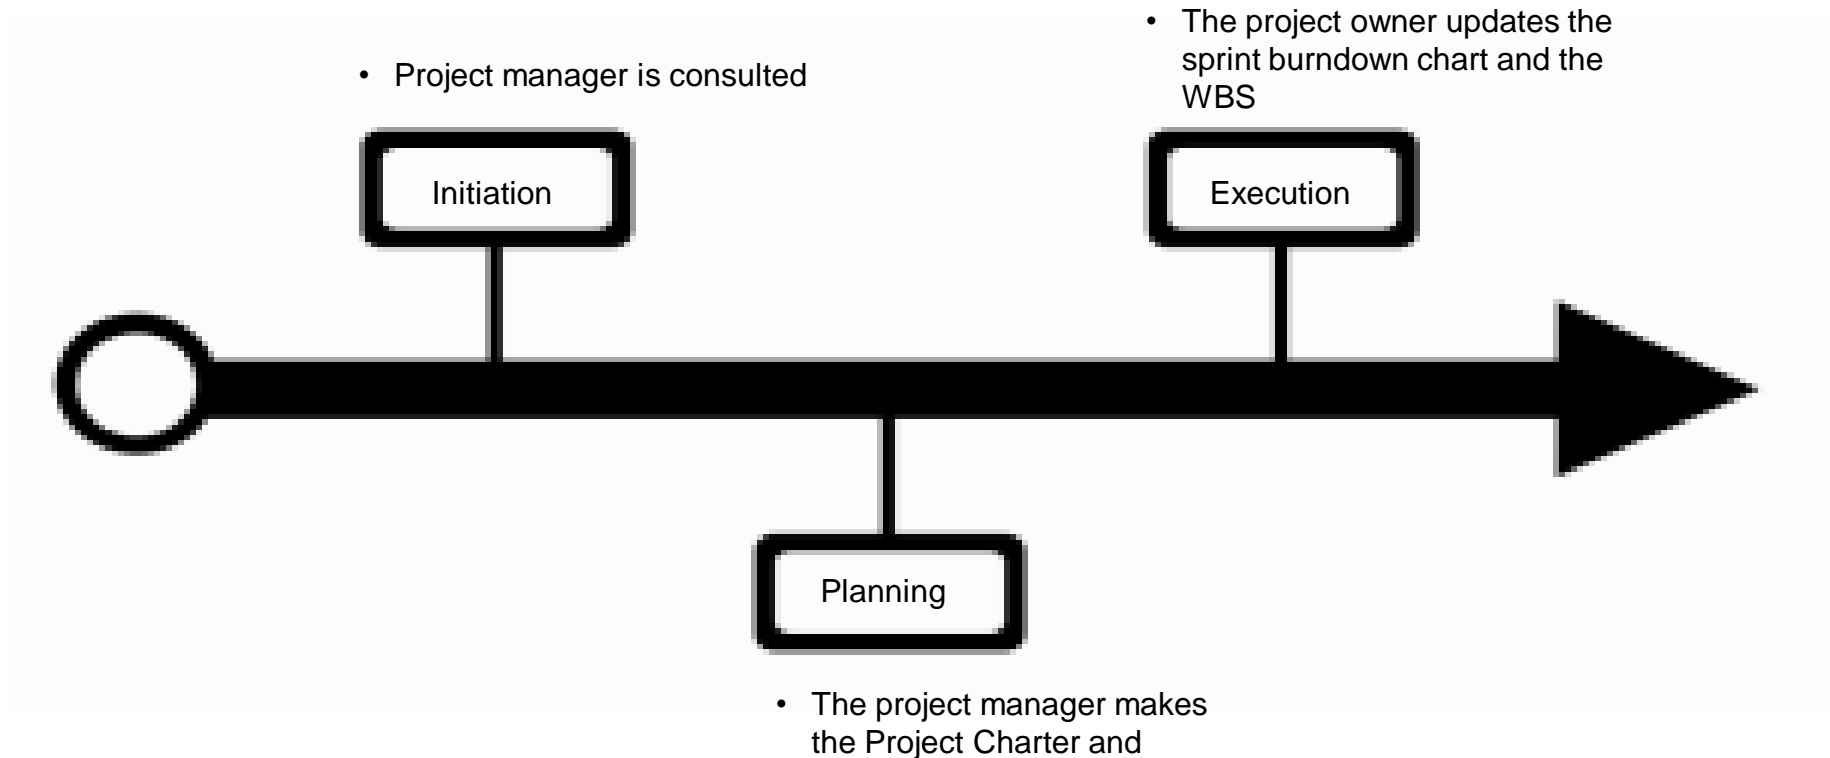 • The project owner updates the
sprint burndown chart and the
WBS
• Project manager is consulted
Initiation
Execution
Planning
• The project manager makes
the Project Charter and